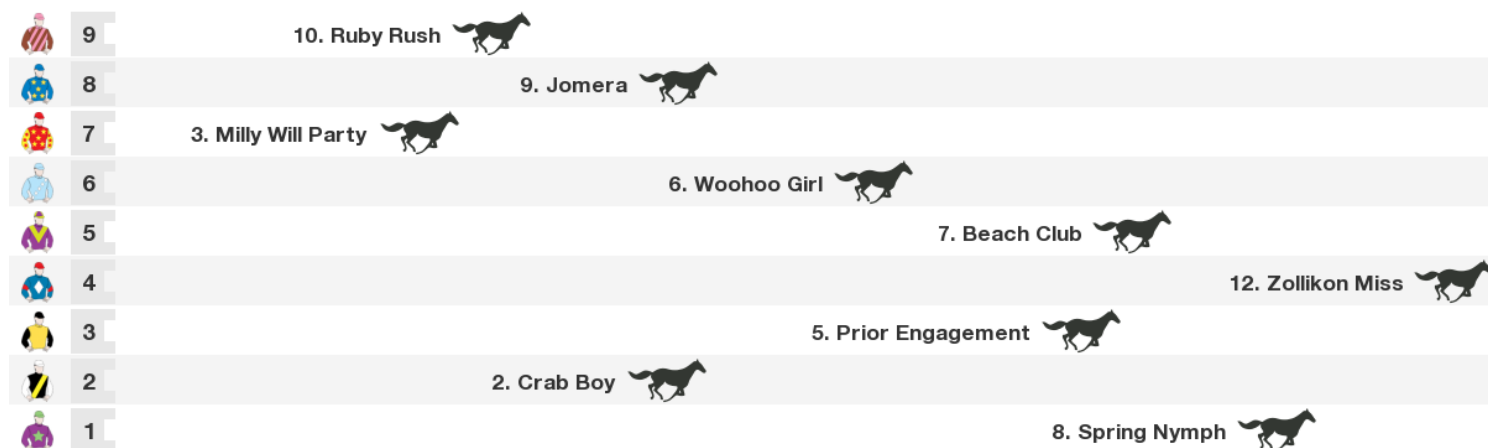 9 10. Ruby Rush
8 9. Jomera
7 3. Milly Will Party
6 6. Woohoo Girl
5 7. Beach Club
4 12. Zollikon Miss
3 5. Prior Engagement
2 2. Crab Boy
1 8. Spring Nymph